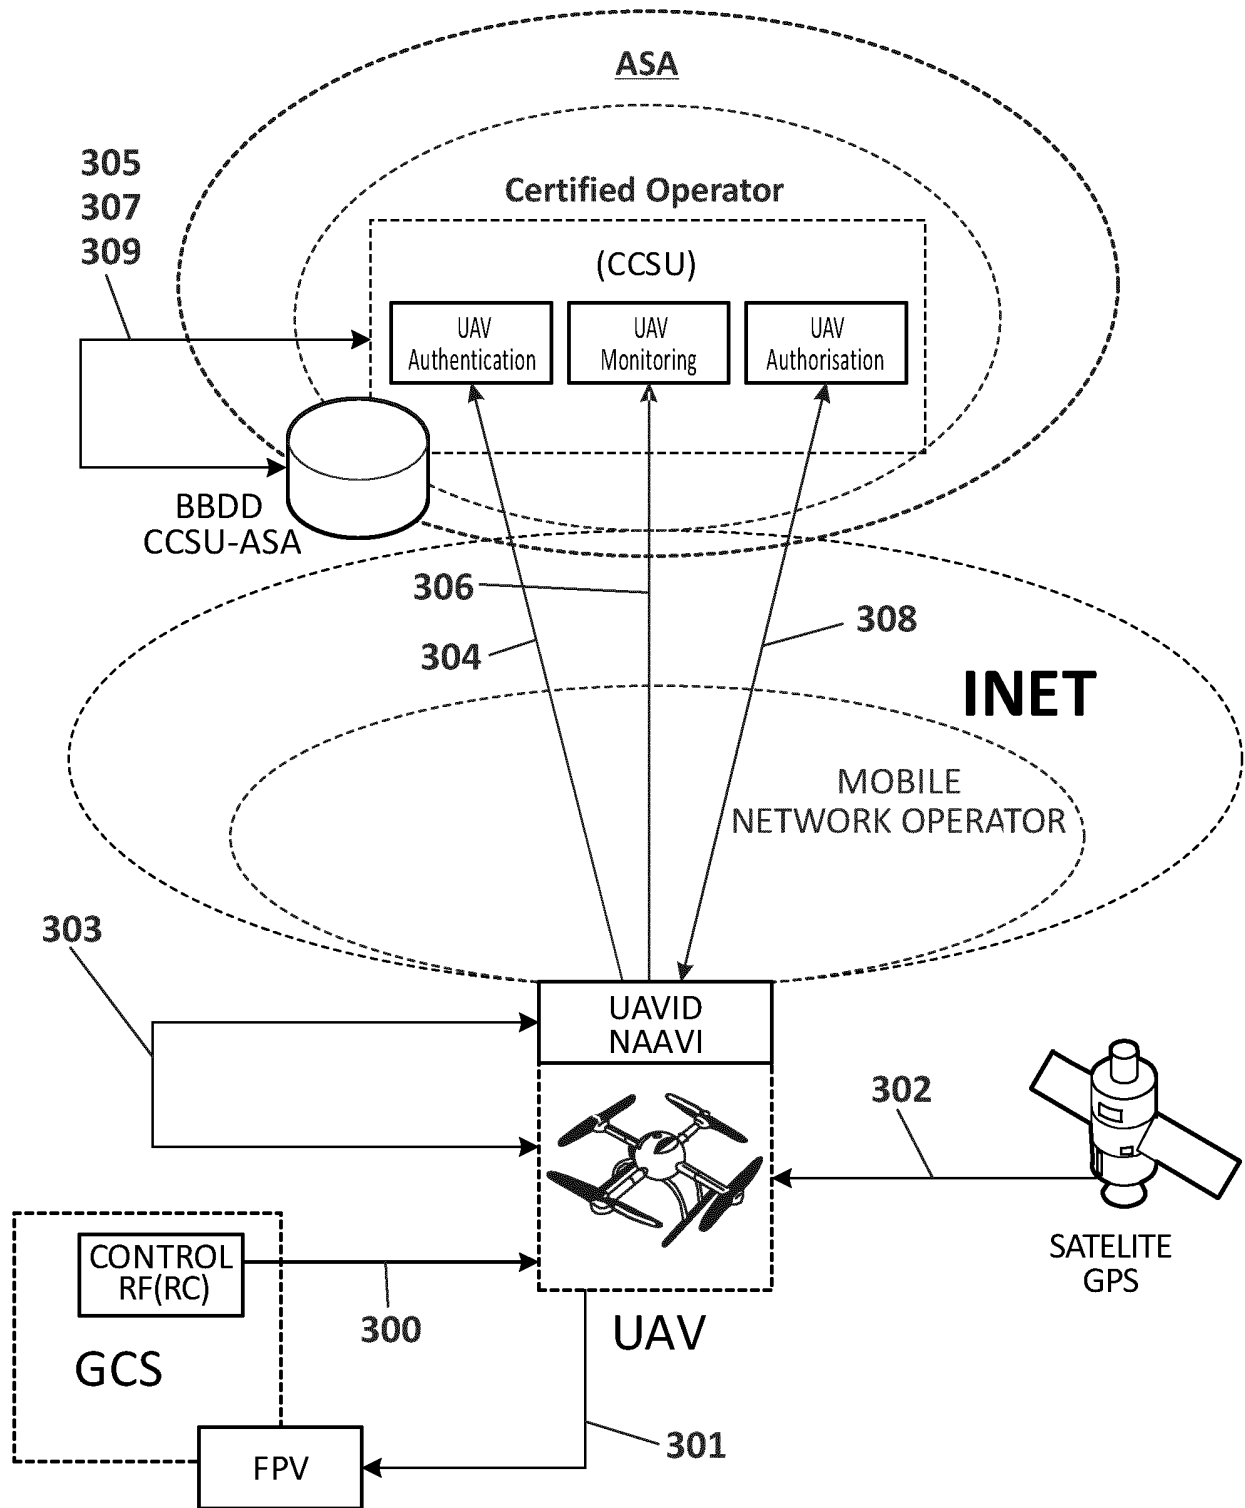 ASA
305
307
309
Certified Operator
(CCSU)
UAV
Authentication
UAV
Monitoring
UAV
Authorisation
BBDD
CCSU-ASA
306
304
308
INET
MOBILE
NETWORK OPERATOR
303
UAVID
NAAVI
302
SATELITE
GPS
CONTROL
RF(RC)
300
UAV
GCS
301
FPV